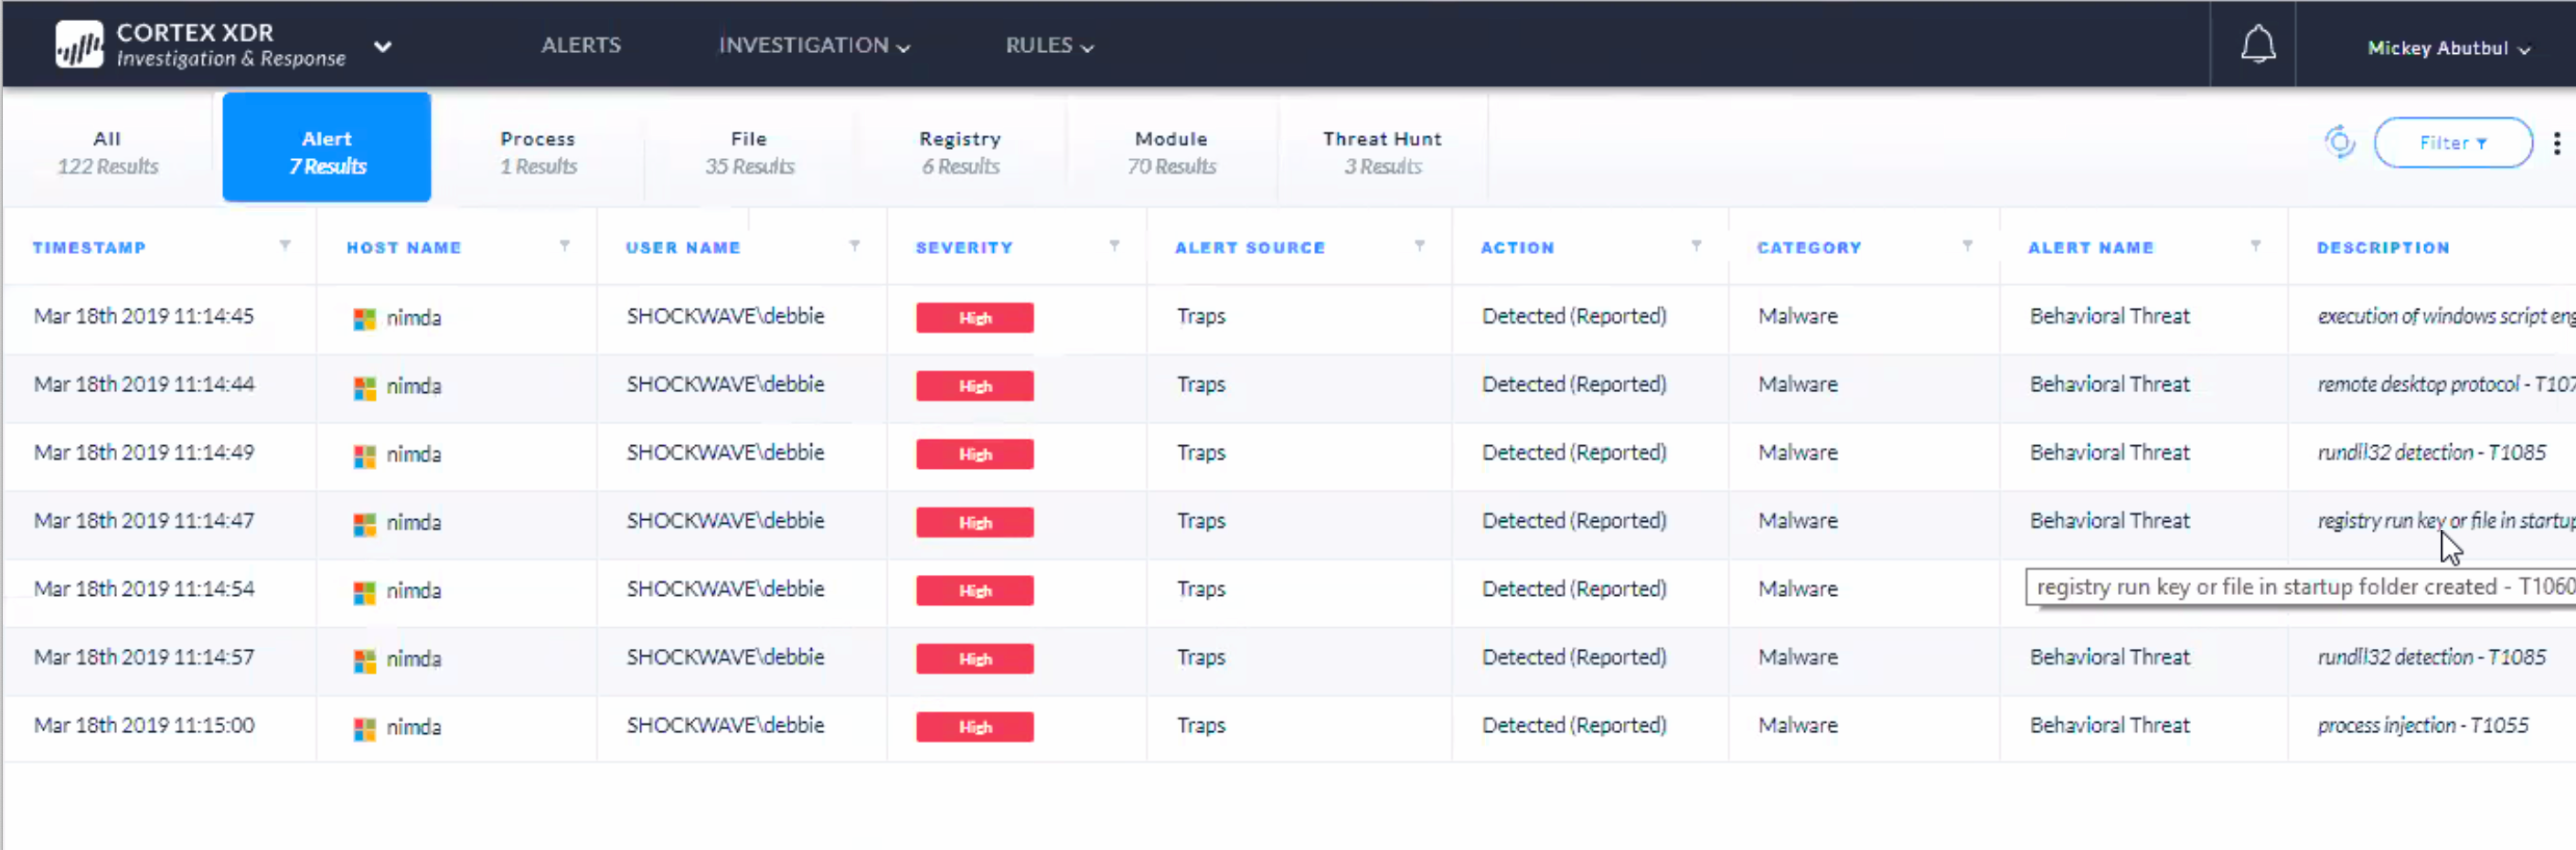 CORTEX XDR
Investigation & Response
ALERTS INVESTIGATION RULES Mickey Abutbul
All Alert Process File Registry Module Threat Hunt
122 Results 7 Results 1 Results 35 Results 6 Results 70 Results 3 Results
Filter
TIMESTAMP HOST NAME USER NAME SEVERITY ALERT SOURCE ACTION CATEGORY ALERT NAME DESCRIPTION
Mar 18th 2019 11:14:45 nimda SHOCKWAVE\debbie High Traps Detected (Reported) Malware Behavioral Threat execution of windows script eng
Mar 18th 2019 11:14:44 nimda SHOCKWAVE\debbie High Traps Detected (Reported) Malware Behavioral Threat remote desktop protocol - T107
Mar 18th 2019 11:14:49 nimda SHOCKWAVE\debbie High Traps Detected (Reported) Malware Behavioral Threat rundll32 detection - T1085
Mar 18th 2019 11:14:47 nimda SHOCKWAVE\debbie High Traps Detected (Reported) Malware Behavioral Threat registry run key or file in startup
Mar 18th 2019 11:14:54 nimda SHOCKWAVE\debbie High Traps Detected (Reported) Malware registry run key or file in startup folder created - T1060
Mar 18th 2019 11:14:57 nimda SHOCKWAVE\debbie High Traps Detected (Reported) Malware Behavioral Threat rundll32 detection - T1085
Mar 18th 2019 11:15:00 nimda SHOCKWAVE\debbie High Traps Detected (Reported) Malware Behavioral Threat process injection - T1055